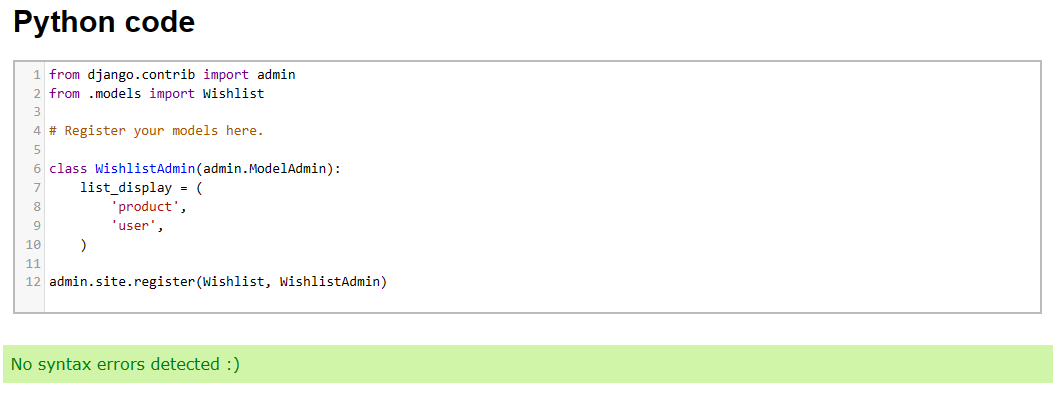 Python code
1 from django.contrib import admin
2 from .models import Wishlist
3
4 # Register your models here.
5
6 class WishlistAdmin(admin.ModelAdmin):
7     list_display = (
8         'product',
9         'user',
10     )
11
12 admin.site.register(Wishlist, WishlistAdmin)
No syntax errors detected :)